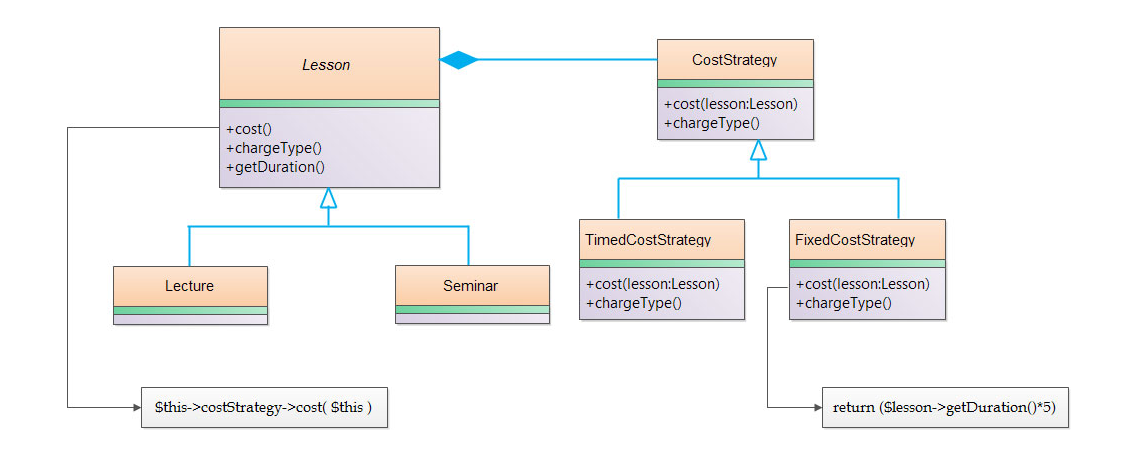 Lesson
+cost()
+chargeType()
+getDuration()
CostStrategy
+cost(lesson:Lesson)
+chargeType()
Lecture
Seminar
TimedCostStrategy
+cost(lesson:Lesson)
+chargeType()
FixedCostStrategy
+cost(lesson:Lesson)
+chargeType()
$this->costStrategy->cost( $this )
return ($lesson->getDuration()*5)